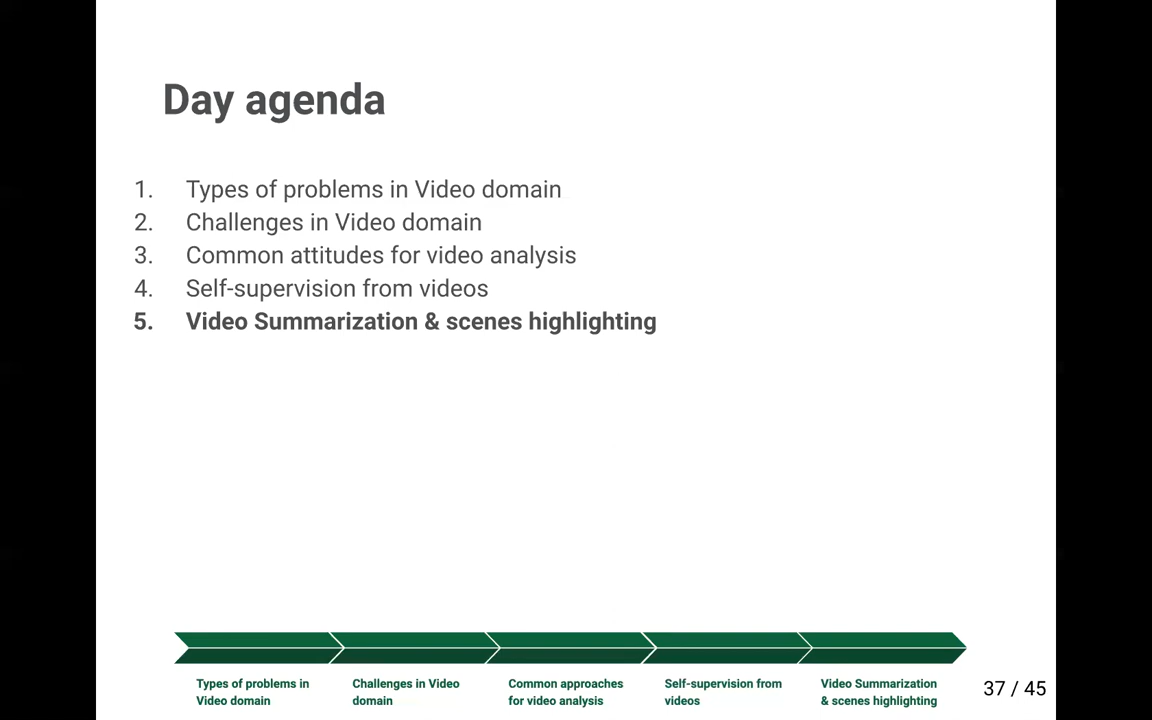 Day agenda
1. Types of problems in Video domain
2. Challenges in Video domain
3. Common attitudes for video analysis
4. Self-supervision from videos
5. Video Summarization & scenes highlighting
Types of problems in
Video domain
Challenges in Video
domain
Common approaches
for video analysis
Self-supervision from
videos
Video Summarization
& scenes highlighting
37 / 45